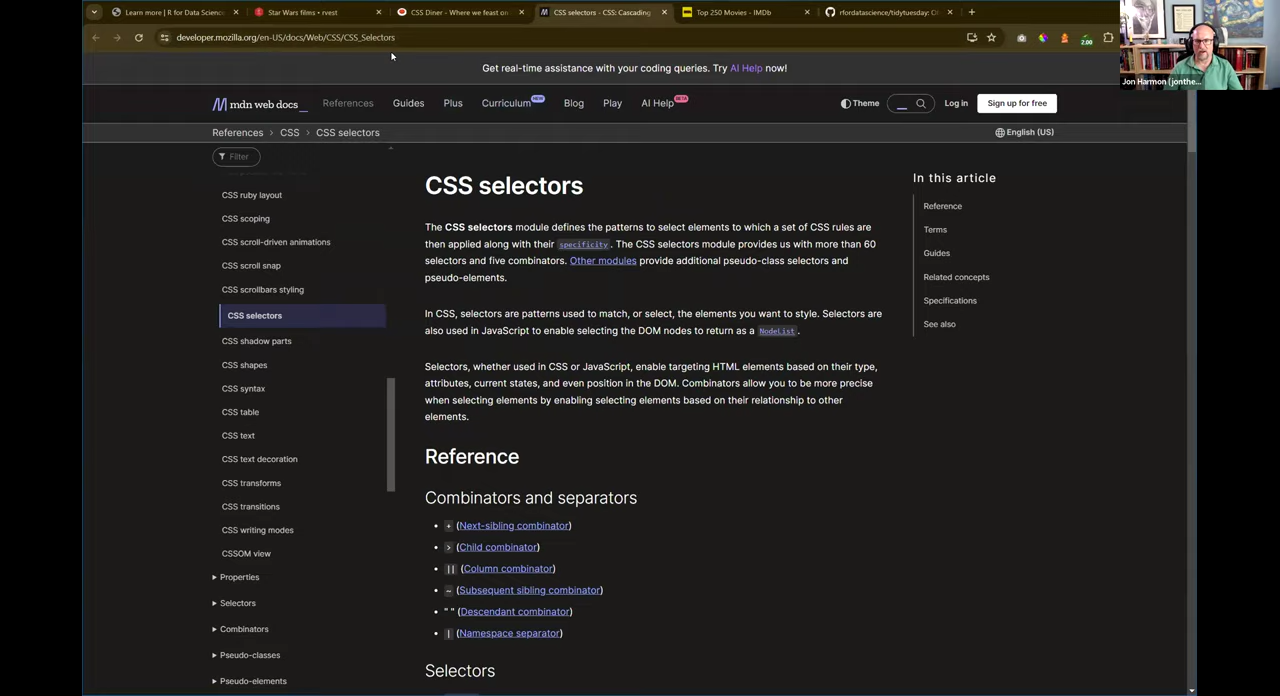 Learn more | R for Data Scienc
Star Wars films • rvest
CSS Diner - Where we feast on
CSS selectors - CSS: Cascading
Top 250 Movies - IMDb
rfordatascience/tidytuesday: Of
developer.mozilla.org/en-US/docs/Web/CSS/CSS_Selectors
2.00
Jon Harmon (jonthe...
Get real-time assistance with your coding queries. Try AI Help now!
mdn web docs_
References
Guides
Plus
Curriculum NEW
Blog
Play
AI Help BETA
Theme
Log in
Sign up for free
References > CSS > CSS selectors
English (US)
Filter
CSS ruby layout
CSS scoping
CSS scroll-driven animations
CSS scroll snap
CSS scrollbars styling
CSS selectors
CSS shadow parts
CSS shapes
CSS syntax
CSS table
CSS text
CSS text decoration
CSS transforms
CSS transitions
CSS writing modes
CSSOM view
Properties
Selectors
Combinators
Pseudo-classes
Pseudo-elements
CSS selectors
The CSS selectors module defines the patterns to select elements to which a set of CSS rules are
then applied along with their specificity. The CSS selectors module provides us with more than 60
selectors and five combinators. Other modules provide additional pseudo-class selectors and
pseudo-elements.
In CSS, selectors are patterns used to match, or select, the elements you want to style. Selectors are
also used in JavaScript to enable selecting the DOM nodes to return as a NodeList.
Selectors, whether used in CSS or JavaScript, enable targeting HTML elements based on their type,
attributes, current states, and even position in the DOM. Combinators allow you to be more precise
when selecting elements by enabling selecting elements based on their relationship to other
elements.
Reference
Combinators and separators
• + (Next-sibling combinator)
• > (Child combinator)
• || (Column combinator)
• ~ (Subsequent sibling combinator)
• " " (Descendant combinator)
• | (Namespace separator)
Selectors
In this article
Reference
Terms
Guides
Related concepts
Specifications
See also